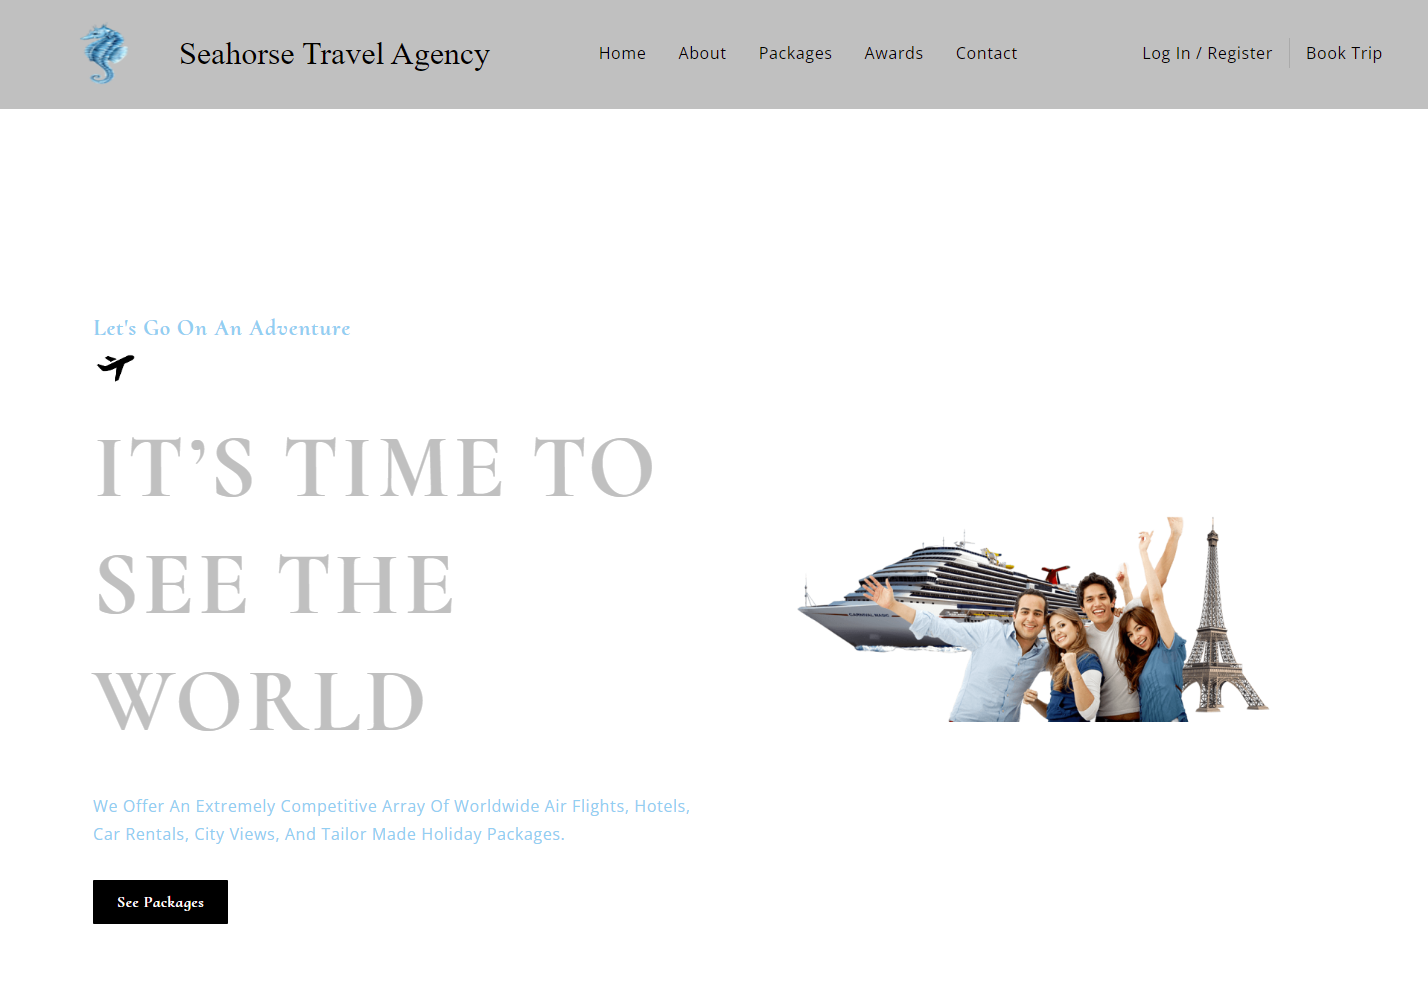 Seahorse Travel Agency
Home About Packages Awards Contact
Log In / Register Book Trip
Let's Go On An Adventure
IT’S TIME TO
SEE THE
WORLD
We Offer An Extremely Competitive Array Of Worldwide Air Flights, Hotels,
Car Rentals, City Views, And Tailor Made Holiday Packages.
See Packages